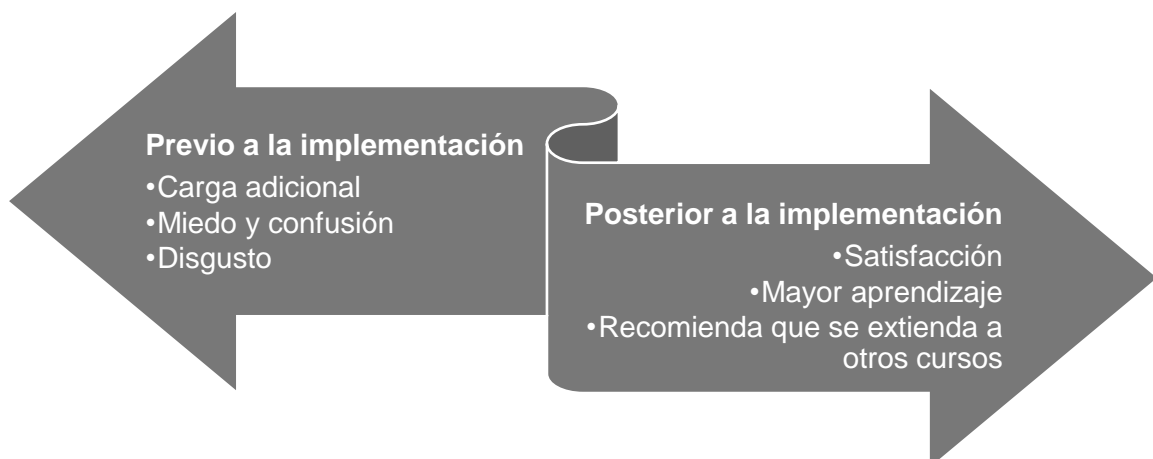 Previo a la implementación
•Carga adicional
•Miedo y confusión
•Disgusto
Posterior a la implementación
•Satisfacción
•Mayor aprendizaje
•Recomienda que se extienda a
otros cursos